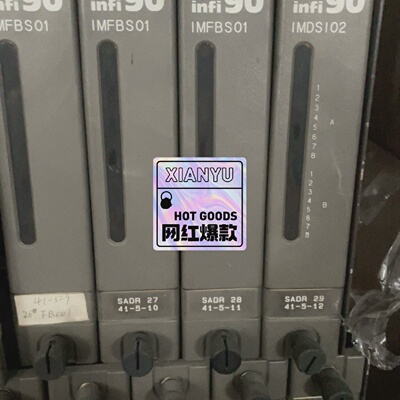 infi 90
infi 90
infi 90
infi 90
IMFBS01
IMFBS01
IMFBS01
IMDSI02
1
2
3
4
5
6
7
8
A
1
2
3
4
5
6
7
8
B
XIANYU
HOT GOODS
网红爆款
SADR 27
41-5-10
SADR 28
41-5-11
SADR 29
41-5-12